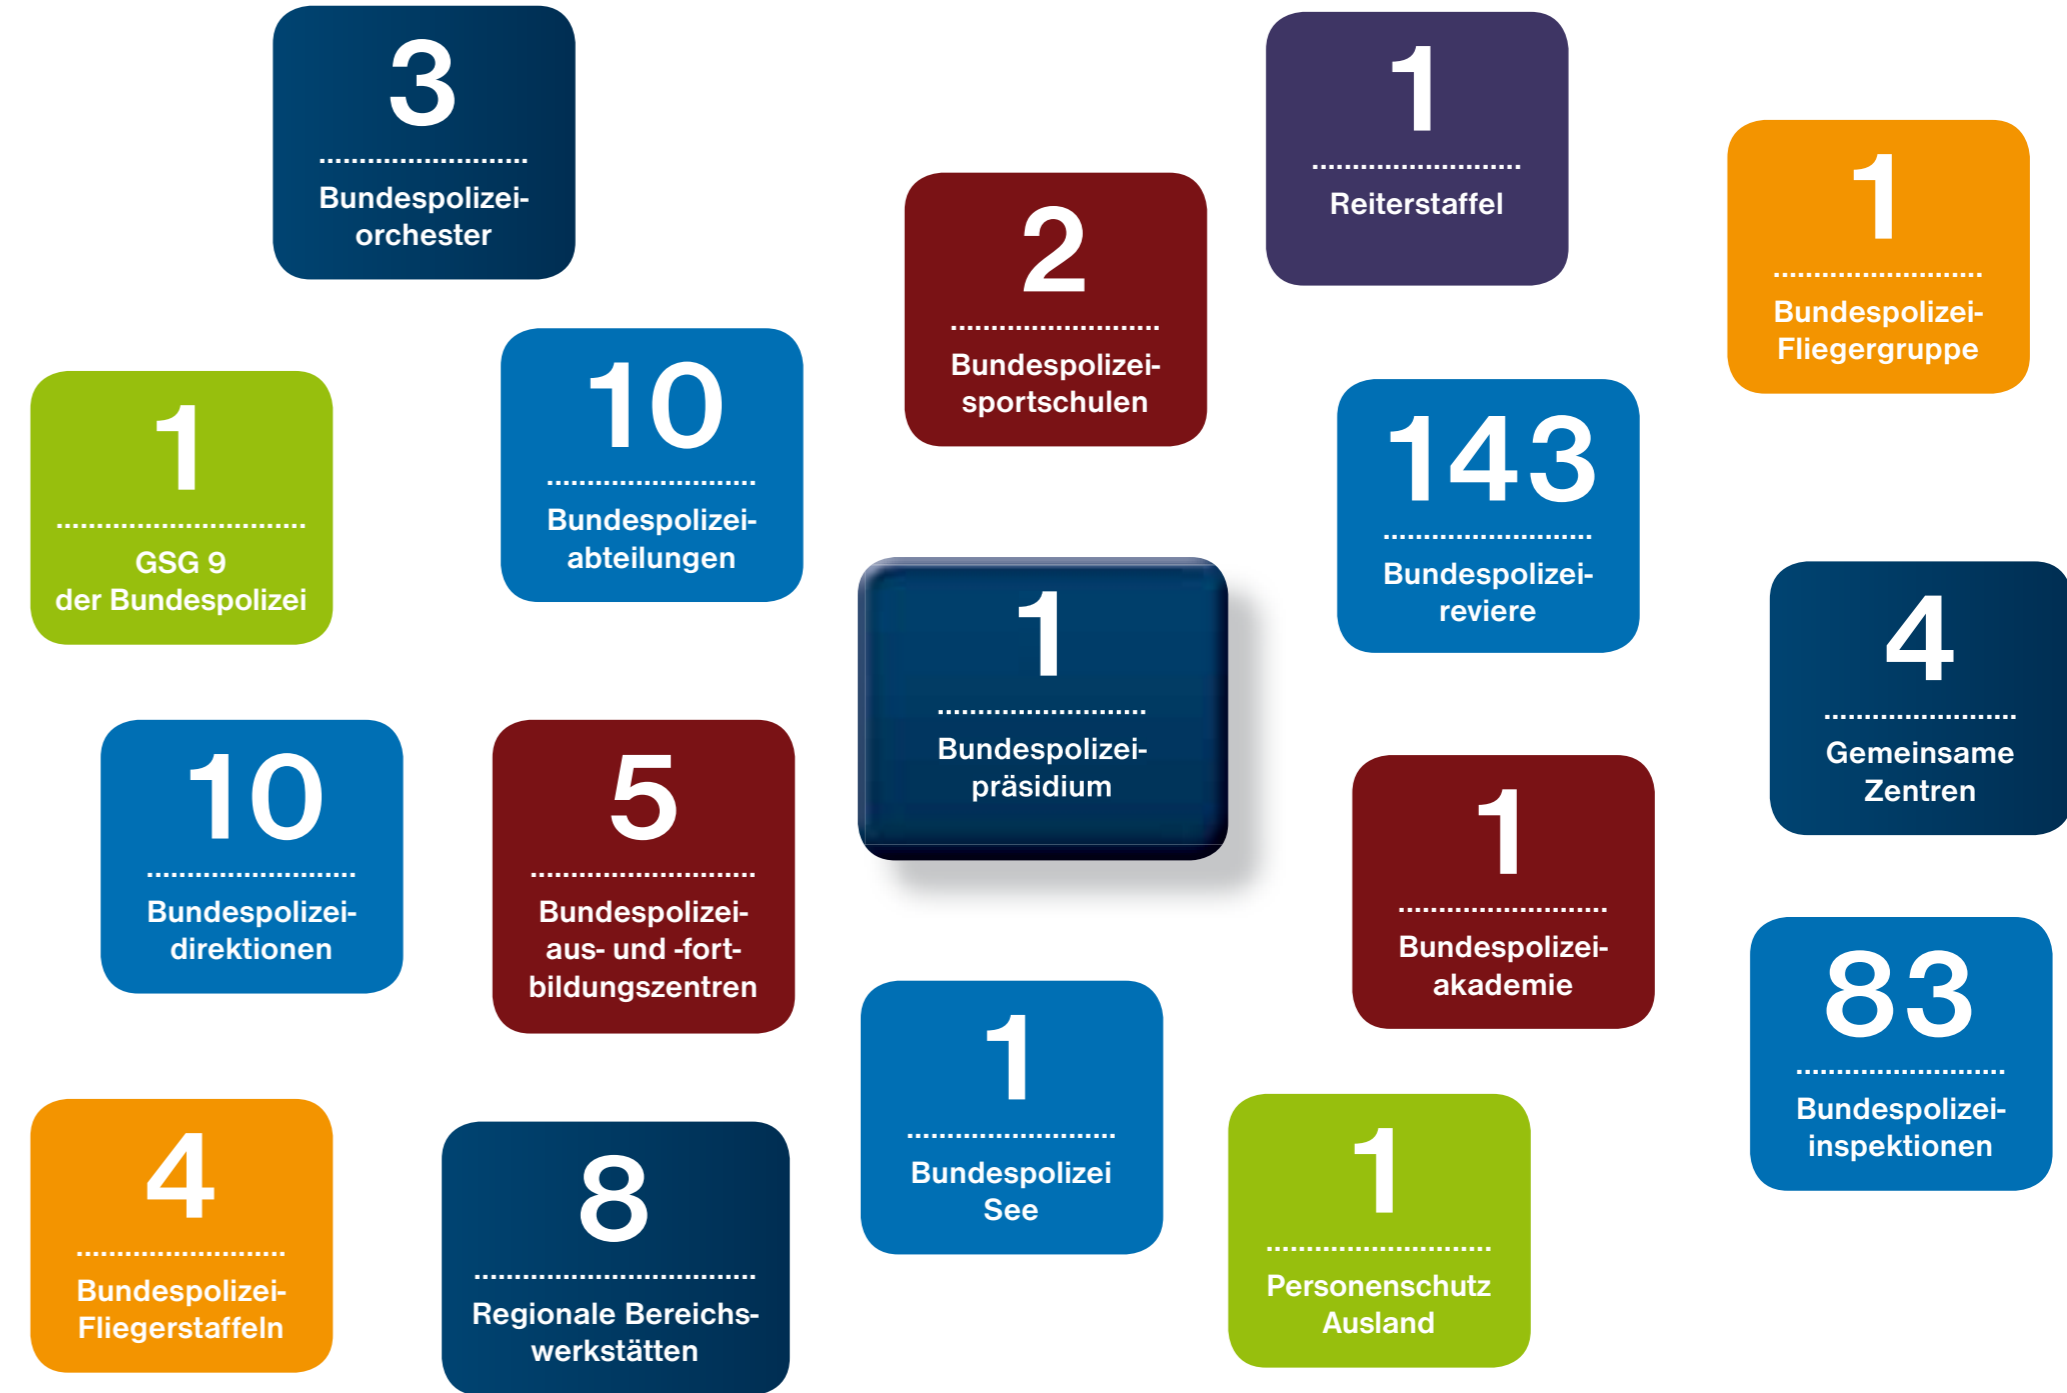 3
Bundespolizei-
orchester
1
Reiterstaffel
1
Bundespolizei-
Fliegergruppe
2
Bundespolizei-
sportschulen
10
Bundespolizei-
abteilungen
1
GSG 9
der Bundespolizei
143
Bundespolizei-
reviere
1
Bundespolizei-
präsidium
4
Gemeinsame
Zentren
10
Bundespolizei-
direktionen
5
Bundespolizei-
aus- und -fort-
bildungszentren
1
Bundespolizei-
akademie
83
Bundespolizei-
inspektionen
1
Bundespolizei
See
4
Bundespolizei-
Fliegerstaffeln
8
Regionale Bereichs-
werkstätten
1
Personenschutz
Ausland